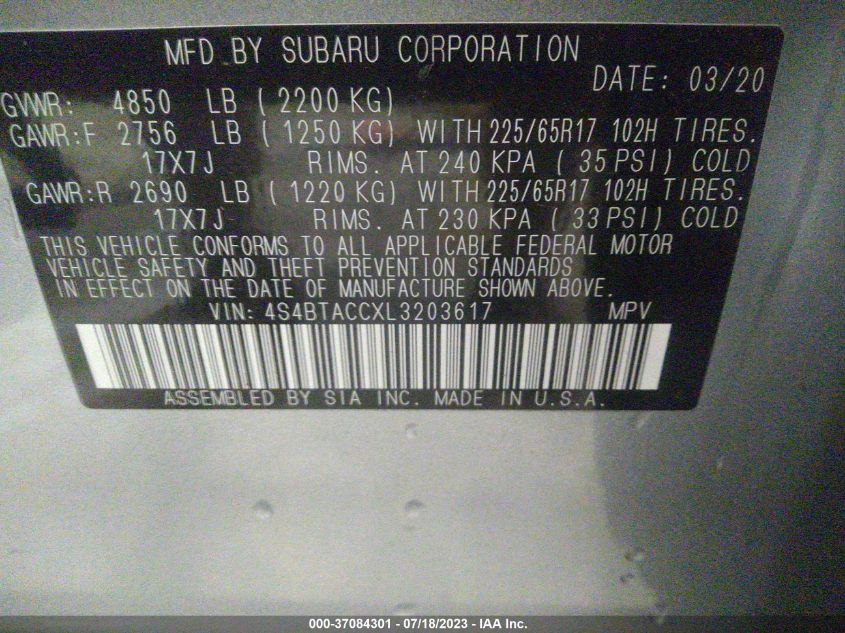 MFD BY SUBARU CORPORATION
DATE: 03/20
GVWR: 4850 LB ( 2200 KG)
GAWR:F 2756 LB ( 1250 KG) WITH 225/65R17 102H TIRES.
17X7J RIMS. AT 240 KPA ( 35 PSI) COLD
GAWR:R 2690 LB ( 1220 KG) WITH 225/65R17 102H TIRES.
17X7J RIMS. AT 230 KPA ( 33 PSI) COLD
THIS VEHICLE CONFORMS TO ALL APPLICABLE FEDERAL MOTOR
VEHICLE SAFETY AND THEFT PREVENTION STANDARDS
IN EFFECT ON THE DATE OF MANUFACTURE SHOWN ABOVE.
VIN: 4S4BTACCXL3203617 MPV
ASSEMBLED BY SIA INC. MADE IN U.S.A.
000-37084301 - 07/18/2023 - IAA Inc.